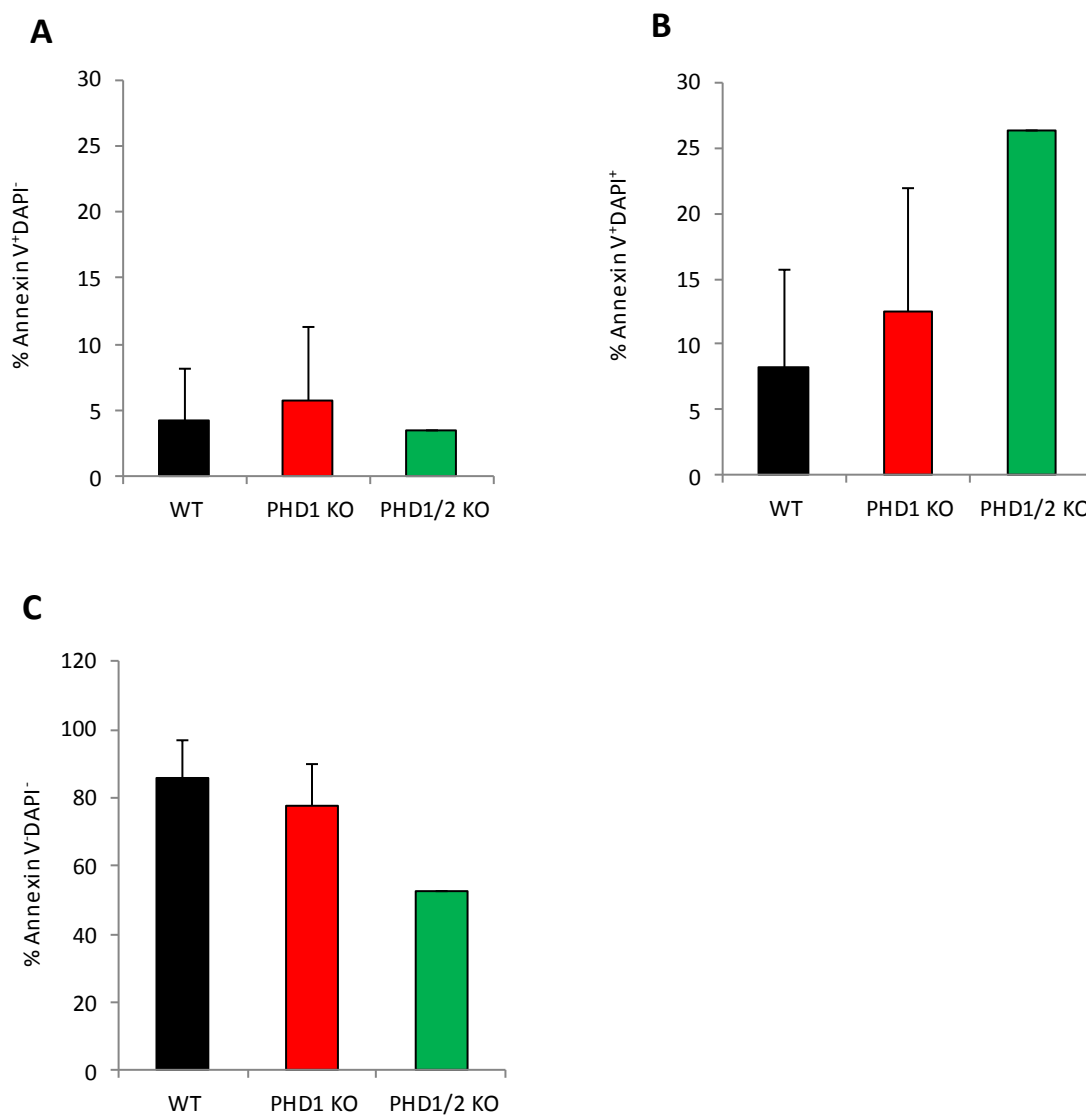 A
% Annexin V⁺DAPI⁻
30
25
20
15
10
5
0
WT PHD1 KO PHD1/2 KO
B
% Annexin V⁺DAPI⁺
30
25
20
15
10
5
0
WT PHD1 KO PHD1/2 KO
C
% Annexin V⁻DAPI⁻
120
100
80
60
40
20
0
WT PHD1 KO PHD1/2 KO